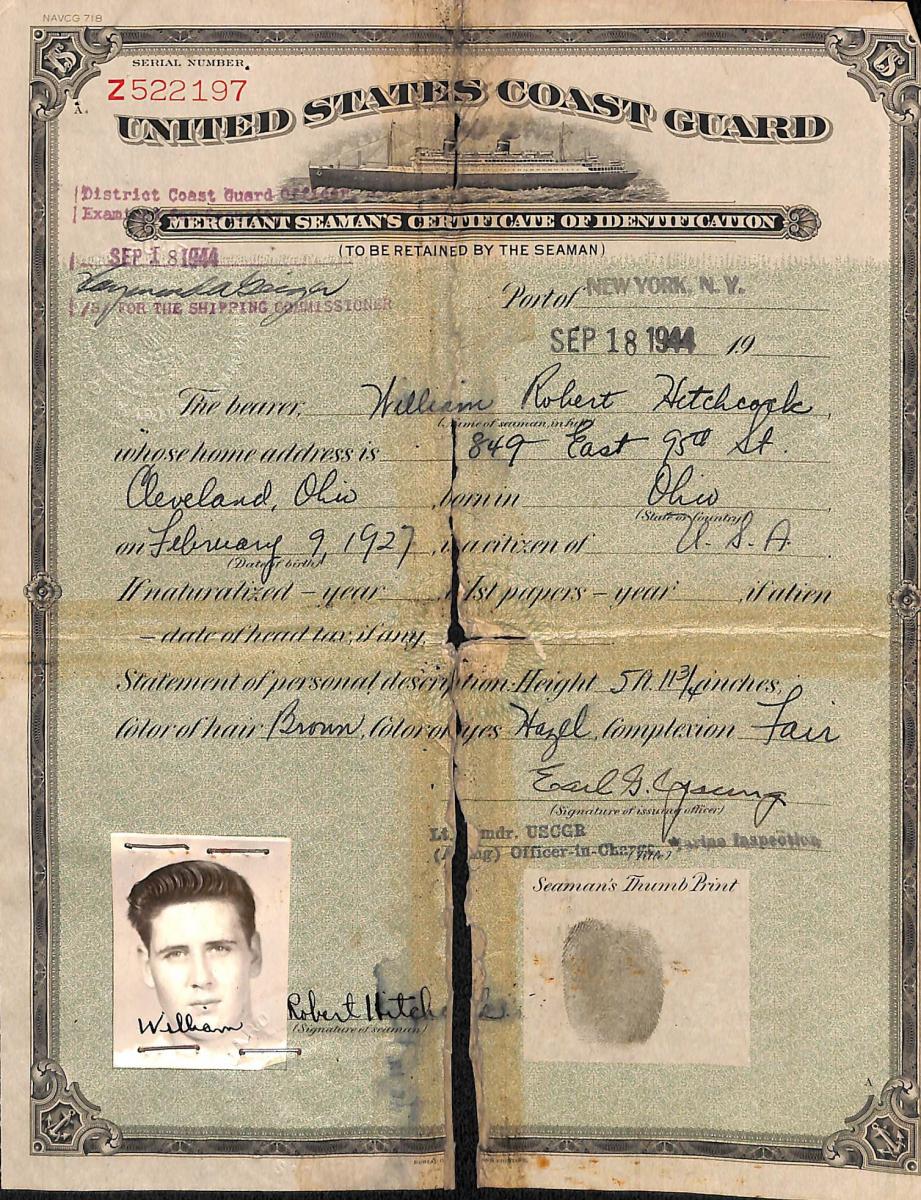 NAVCG 718
SERIAL NUMBER.
Z522197
A.
UNITED STATES COAST GUARD
District Coast Guard Officer
MERCHANT SEAMAN'S CERTIFICATE OF IDENTIFICATION
(TO BE RETAINED BY THE SEAMAN)
SEP 18 1944
/S/ FOR THE SHIPPING COMMISSIONER
Port of NEW YORK, N. Y.
SEP 18 1944 19
The bearer, William Robert Hitchcock,
(Name of seaman, in full)
whose home address is 849 East 95th St.
Cleveland, Ohio, born in Ohio
(State or Country)
on February 9, 1927, is a citizen of U. S. A.
(Date of birth)
If naturalized – year ; 1st papers – year , if alien
– date of head tax, if any,
Statement of personal description: Height 5 ft. 11 3/4 inches,
Color of hair Brown, Color of eyes Hazel, Complexion Fair
Earl G. Young
(Signature of issuing officer)
Lt. Cmdr, USCGR
(Acting) Officer-in-Charge, Marine Inspection
(Title)
Seaman's Thumb Print
William Robert Hitchcock
(Signature of seaman)
A